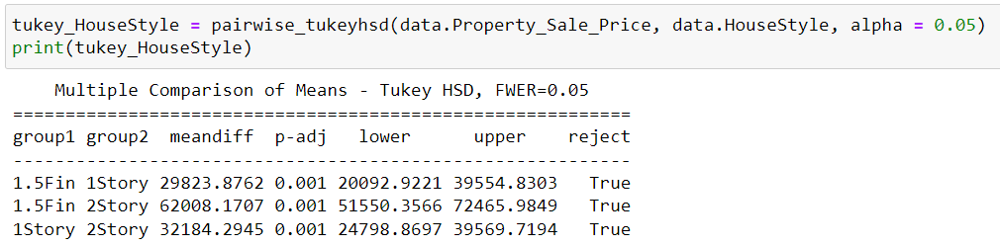 tukey_HouseStyle = pairwise_tukeyhsd(data.Property_Sale_Price, data.HouseStyle, alpha = 0.05)
print(tukey_HouseStyle)
Multiple Comparison of Means - Tukey HSD, FWER=0.05
===========================================================
group1 group2 meandiff p-adj lower upper reject
-----------------------------------------------------------
1.5Fin 1Story 29823.8762 0.001 20092.9221 39554.8303 True
1.5Fin 2Story 62008.1707 0.001 51550.3566 72465.9849 True
1Story 2Story 32184.2945 0.001 24798.8697 39569.7194 True